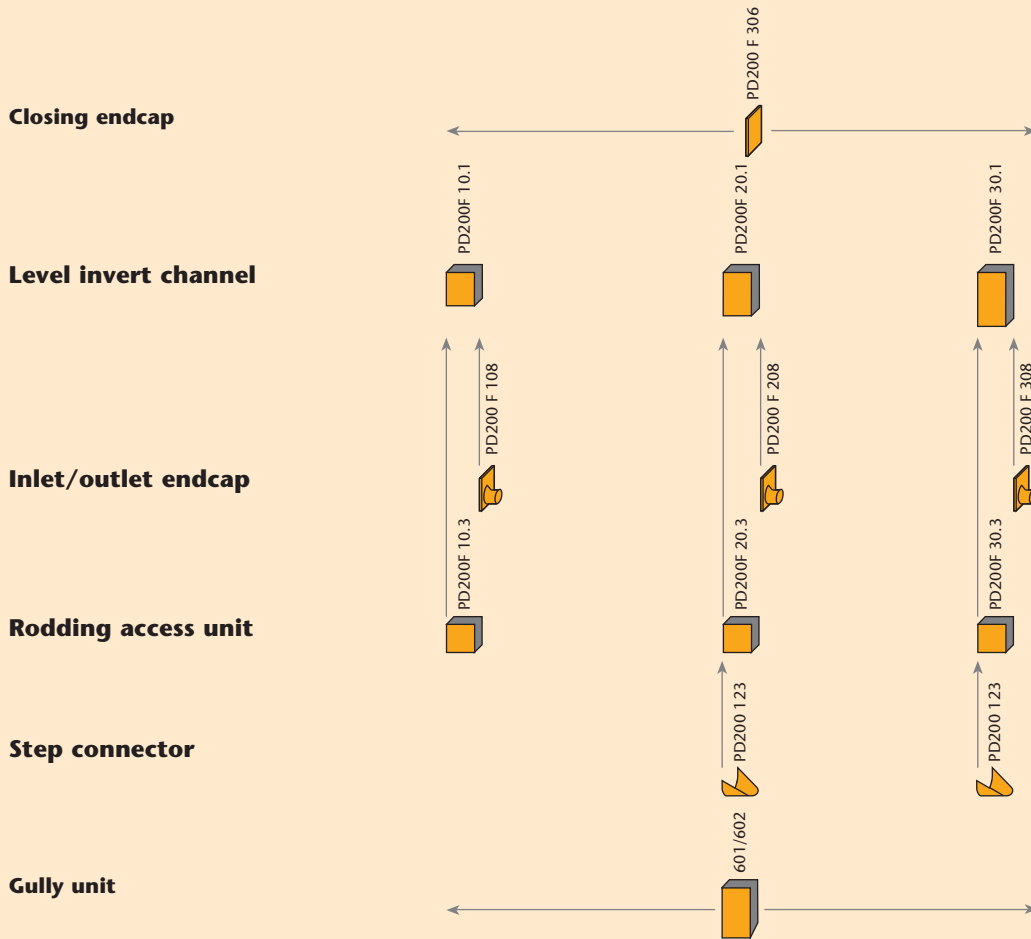 PD200 F 306
Closing endcap
PD200F 10.1
PD200F 20.1
PD200F 30.1
Level invert channel
PD200 F 108
PD200 F 208
PD200 F 308
Inlet/outlet endcap
PD200F 10.3
PD200F 20.3
PD200F 30.3
Rodding access unit
PD200 123
PD200 123
Step connector
601/602
Gully unit